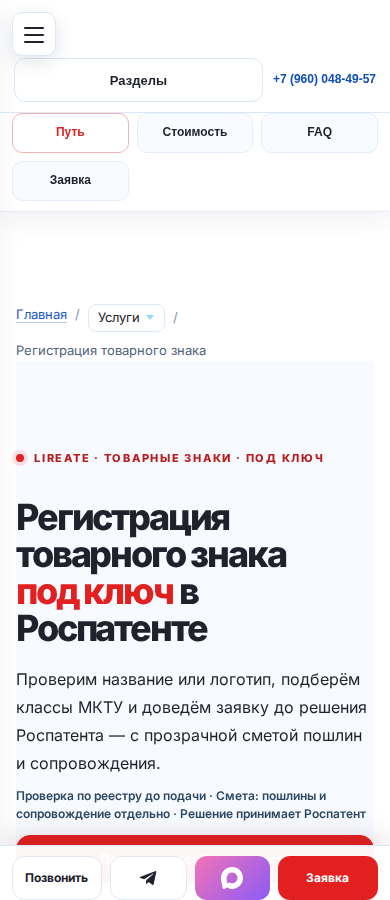 Разделы
+7 (960) 048-49-57
Путь
Стоимость
FAQ
Заявка
Главная / Услуги /
Регистрация товарного знака
LIREATE · ТОВАРНЫЕ ЗНАКИ · ПОД КЛЮЧ
Регистрация
товарного знака
под ключ в
Роспатенте
Проверим название или логотип, подберём
классы МКТУ и доведём заявку до решения
Роспатента — с прозрачной сметой пошлин
и сопровождения.
Проверка по реестру до подачи · Смета: пошлины и
сопровождение отдельно · Решение принимает Роспатент
Позвонить
Заявка